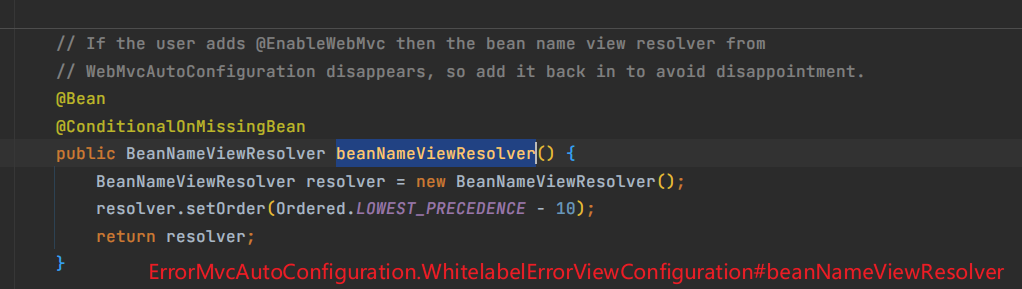 // If the user adds @EnableWebMvc then the bean name view resolver from
// WebMvcAutoConfiguration disappears, so add it back in to avoid disappointment.
@Bean
@ConditionalOnMissingBean
public BeanNameViewResolver beanNameViewResolver() {
BeanNameViewResolver resolver = new BeanNameViewResolver();
resolver.setOrder(Ordered.LOWEST_PRECEDENCE - 10);
return resolver;
}
ErrorMvcAutoConfiguration.WhitelabelErrorViewConfiguration#beanNameViewResolver